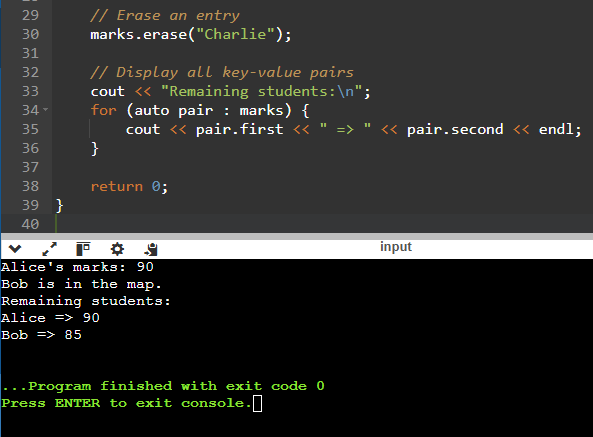 29 // Erase an entry
30 marks.erase("Charlie");
31
32 // Display all key-value pairs
33 cout << "Remaining students:\n";
34 for (auto pair : marks) {
35 cout << pair.first << " => " << pair.second << endl;
36 }
37
38 return 0;
39 }
40
input
Alice's marks: 90
Bob is in the map.
Remaining students:
Alice => 90
Bob => 85
...Program finished with exit code 0
Press ENTER to exit console.